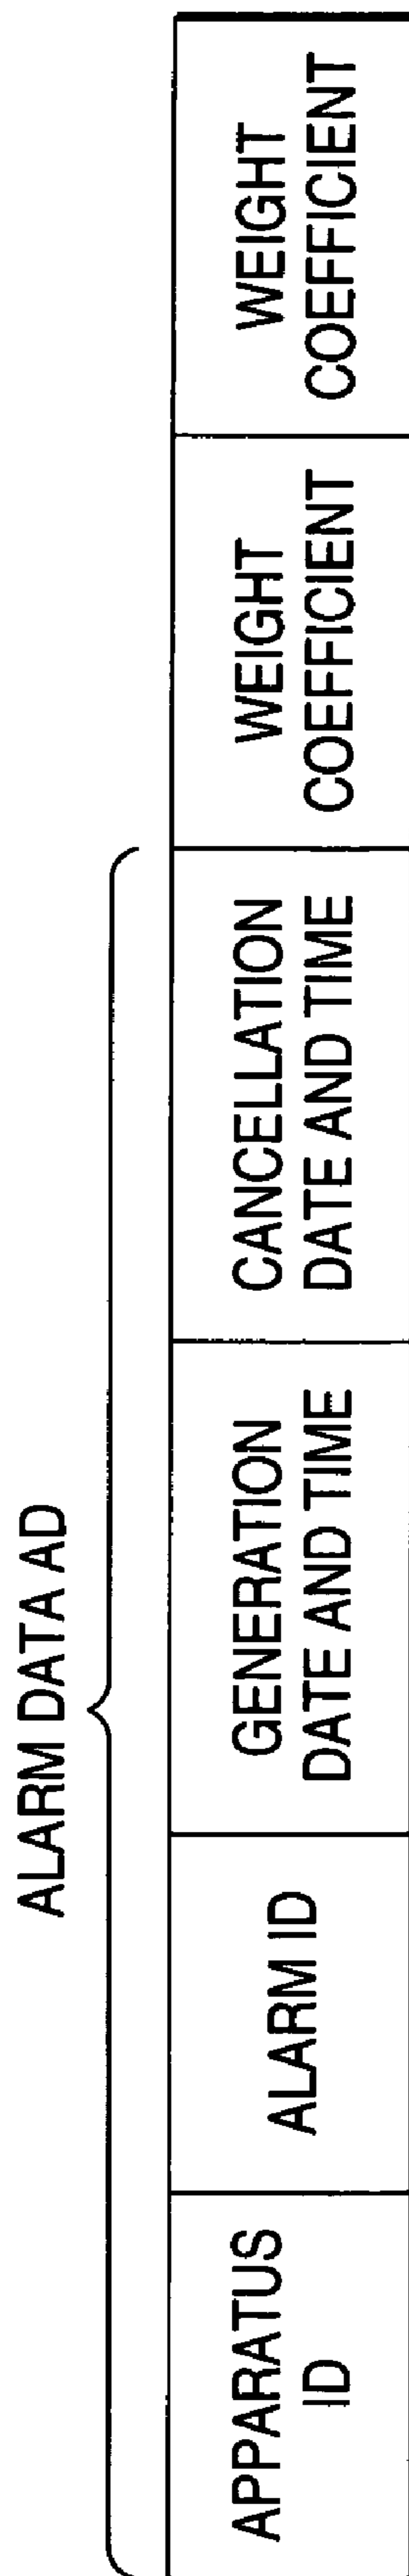 ALARM DATA AD
APPARATUS
ID
ALARM ID
GENERATION
DATE AND TIME
CANCELLATION
DATE AND TIME
WEIGHT
COEFFICIENT
WEIGHT
COEFFICIENT